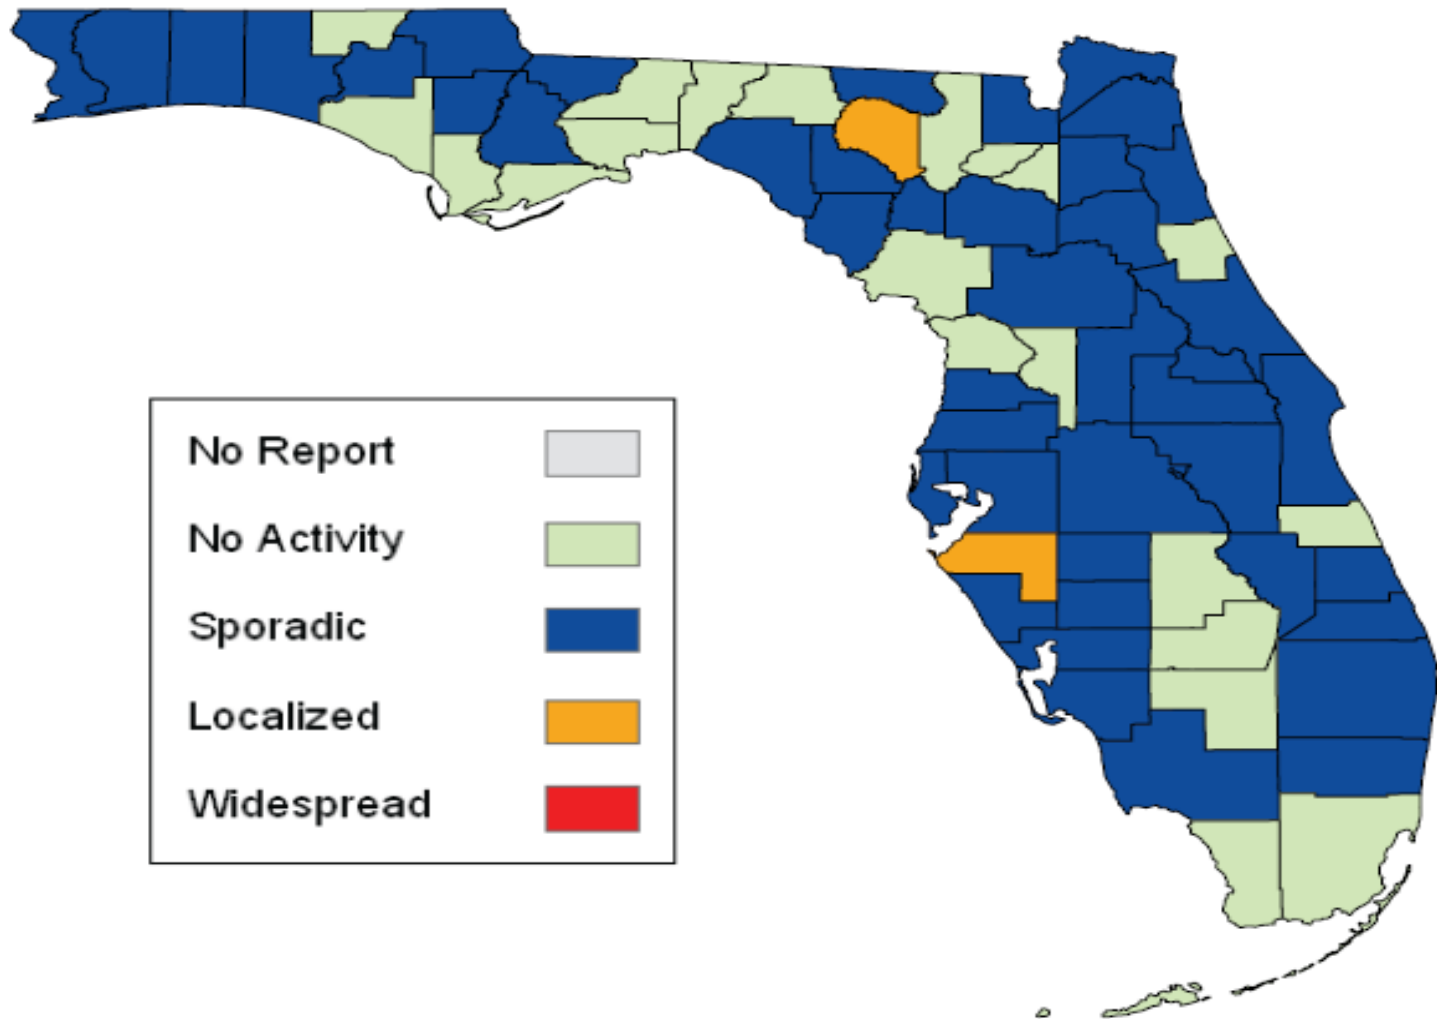 No Report
No Activity
Sporadic
Localized
Widespread